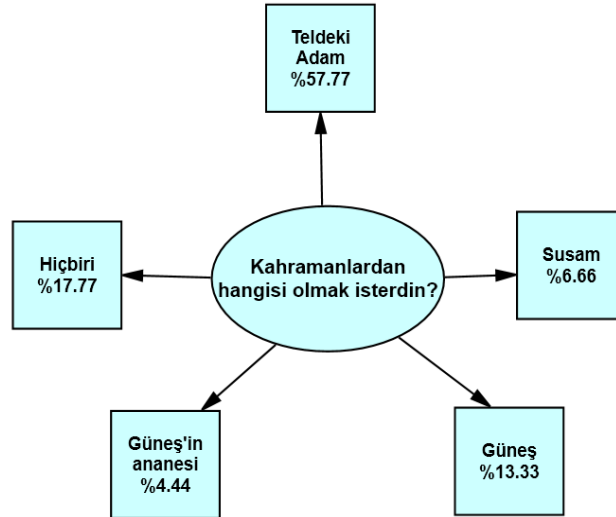 Teldeki
Adam
%57.77
Hiçbiri
%17.77
Kahramanlardan
hangisi olmak isterdin?
Susam
%6.66
Güneş'in
ananesi
%4.44
Güneş
%13.33